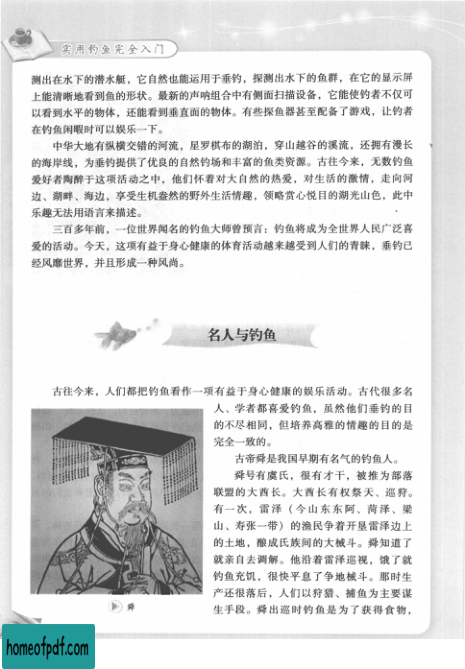 实用钓鱼完全入门
测出在水下的潜水艇，它自然也能运用于垂钓，探测出水下的鱼群，在它的显示屏
上能清晰地看到鱼的形状。最新的声呐组合中有侧面扫描设备，它能使钓者不仅可
以看到水平的物体，还能看到垂直面的物体。有些探鱼器甚至配备了游戏，让钓者
在钓鱼闲暇时可以娱乐一下。
中华大地有纵横交错的河流，星罗棋布的湖泊，穿山越谷的溪流，还拥有漫长
的海岸线，为垂钓提供了优良的自然钓场和丰富的鱼类资源。古往今来，无数钓鱼
爱好者陶醉于这项活动之中，他们怀着对大自然的热爱，对生活的激情，走向河
边、湖畔、海边，享受生机盎然的野外生活情趣，领略赏心悦目的湖光山色，此中
乐趣无法用语言来描述。
三百多年前，一位世界闻名的钓鱼大师曾预言：钓鱼将成为全世界人民广泛喜
爱的活动。今天，这项有益于身心健康的体育活动越来越受到人们的青睐，垂钓已
经风靡世界，并且形成一种风尚。
名人与钓鱼
古往今来，人们都把钓鱼看作一项有益于身心健康的娱乐活动。古代很多名
人、学者都喜爱钓鱼，虽然他们垂钓的目
的不尽相同，但培养高雅的情趣的目的是
完全一致的。
古帝舜是我国早期有名气的钓鱼人。
舜号有虞氏，很有才干，被推为部落
联盟的大酋长。大酋长有权祭天、巡狩。
有一次，雷泽（今山东东阿、菏泽、梁
山、寿张一带）的渔民争着开垦雷泽边上
的土地，酿成氏族间的大械斗。舜知道了
就亲自去调解。他沿着雷泽巡视，饿了就
钓鱼充饥，很快平息了争地械斗。那时生
产还很落后，人们以狩猎、捕鱼为主要谋
生手段。舜出巡时钓鱼是为了获得食物，
舜
homeofpdf.com